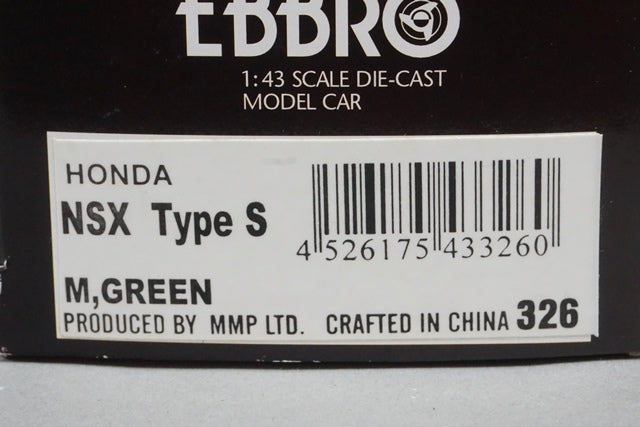 EBBRO
1:43 SCALE DIE-CAST
MODEL CAR
HONDA
NSX Type S
4 526175 433260
M,GREEN
PRODUCED BY MMP LTD. CRAFTED IN CHINA 326